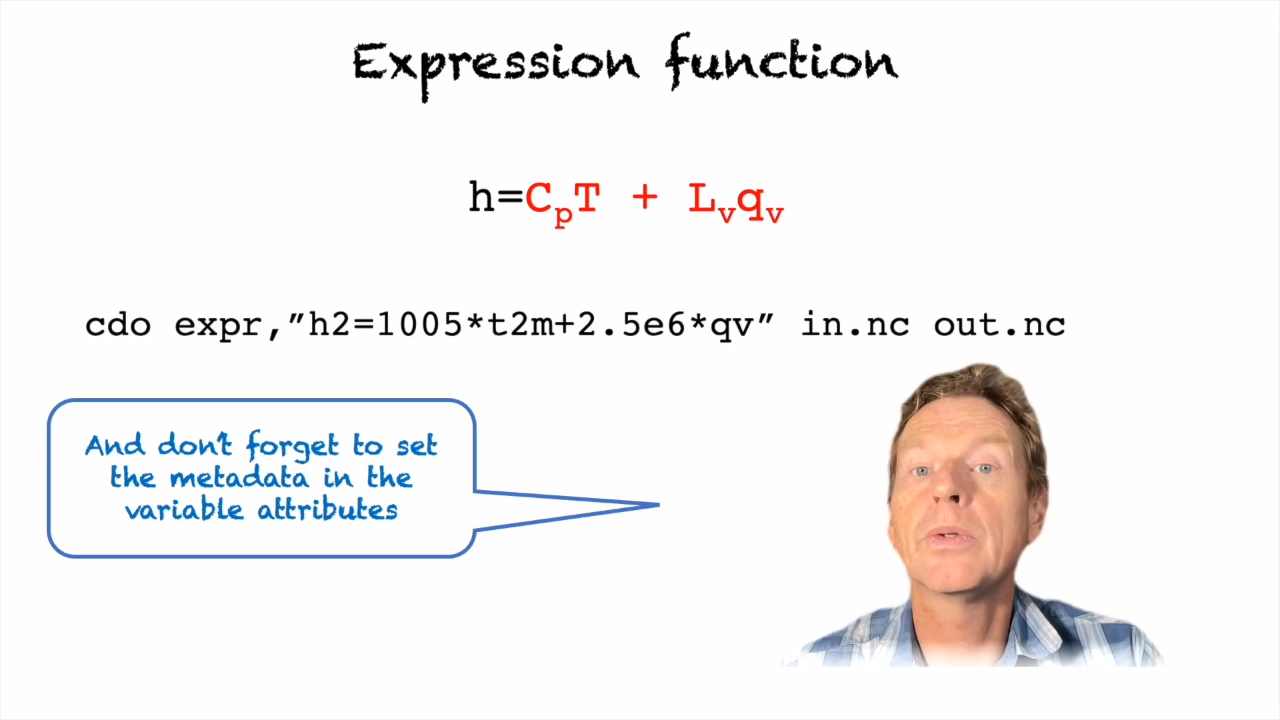 Expression function
h=CpT + Lvqv
cdo expr,”h2=1005*t2m+2.5e6*qv” in.nc out.nc
And don't forget to set
the metadata in the
variable attributes